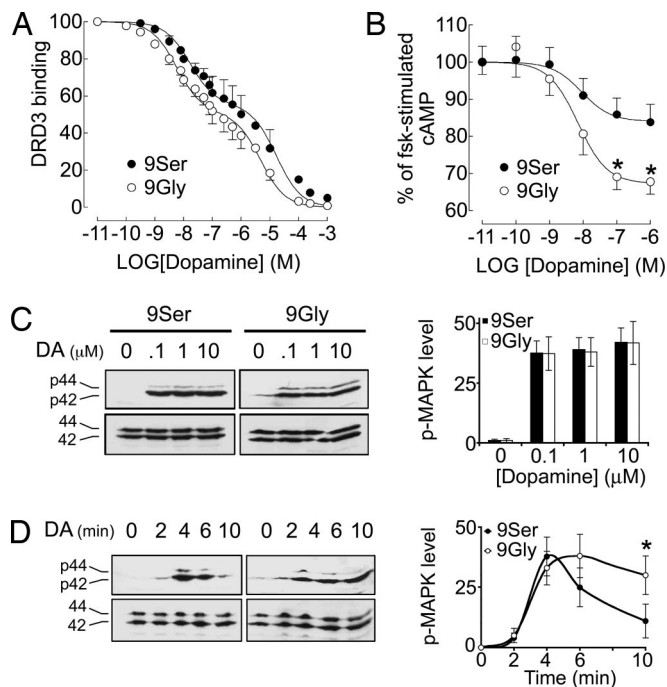 A
DRD3 binding
100
80
60
40
20
0
9Ser
9Gly
-11 -10 -9 -8 -7 -6 -5 -4 -3
LOG[Dopamine] (M)
B
% of fsk-stimulated
cAMP
110
100
90
80
70
60
9Ser
9Gly
* *
-11 -10 -9 -8 -7 -6
LOG [Dopamine] (M)
C
9Ser 9Gly
DA (μM) 0 .1 1 10 0 .1 1 10
p44
p42
44
42
p-MAPK level
50
25
0
9Ser
9Gly
0 0.1 1 10
[Dopamine] (μM)
D
DA (min) 0 2 4 6 10 0 2 4 6 10
p44
p42
44
42
p-MAPK level
50
25
0
9Ser
9Gly
*
0 2 4 6 10
Time (min)